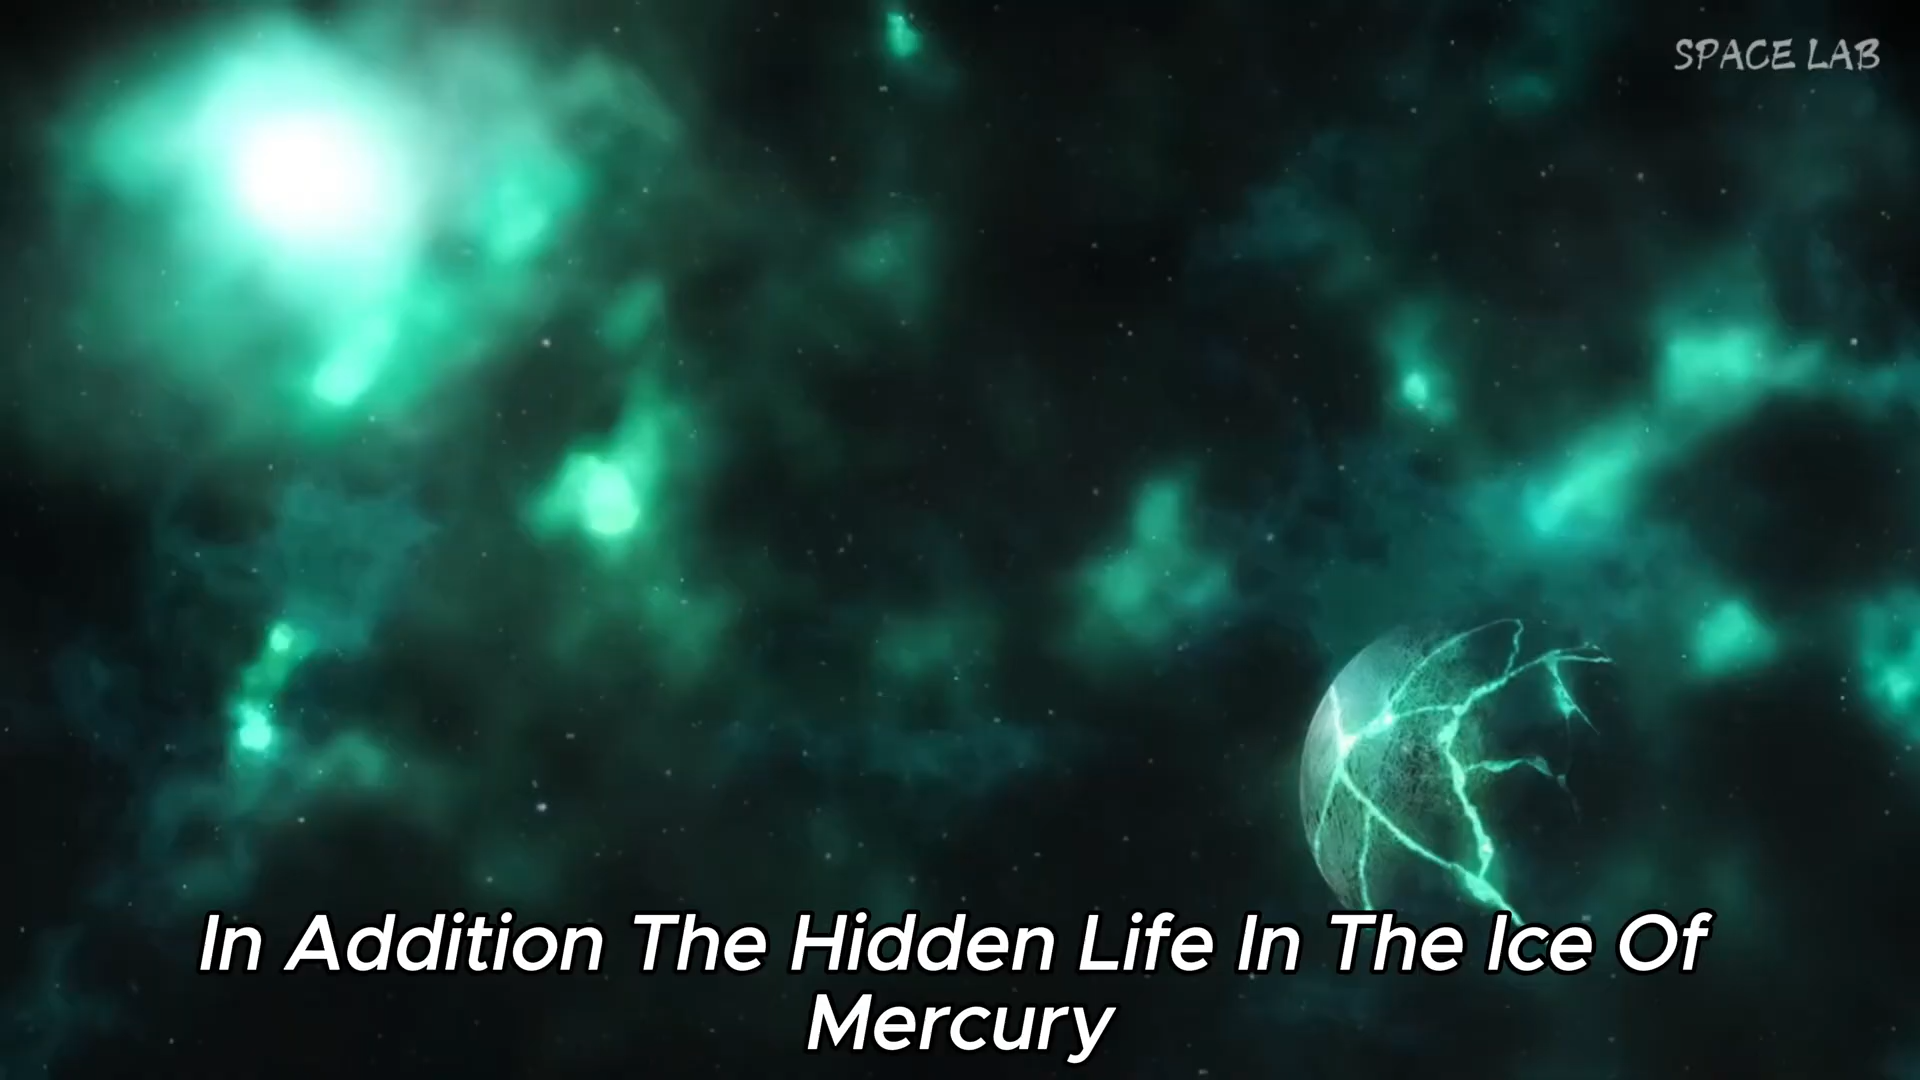 SPACE LAB
In Addition The Hidden Life In The Ice Of
Mercury